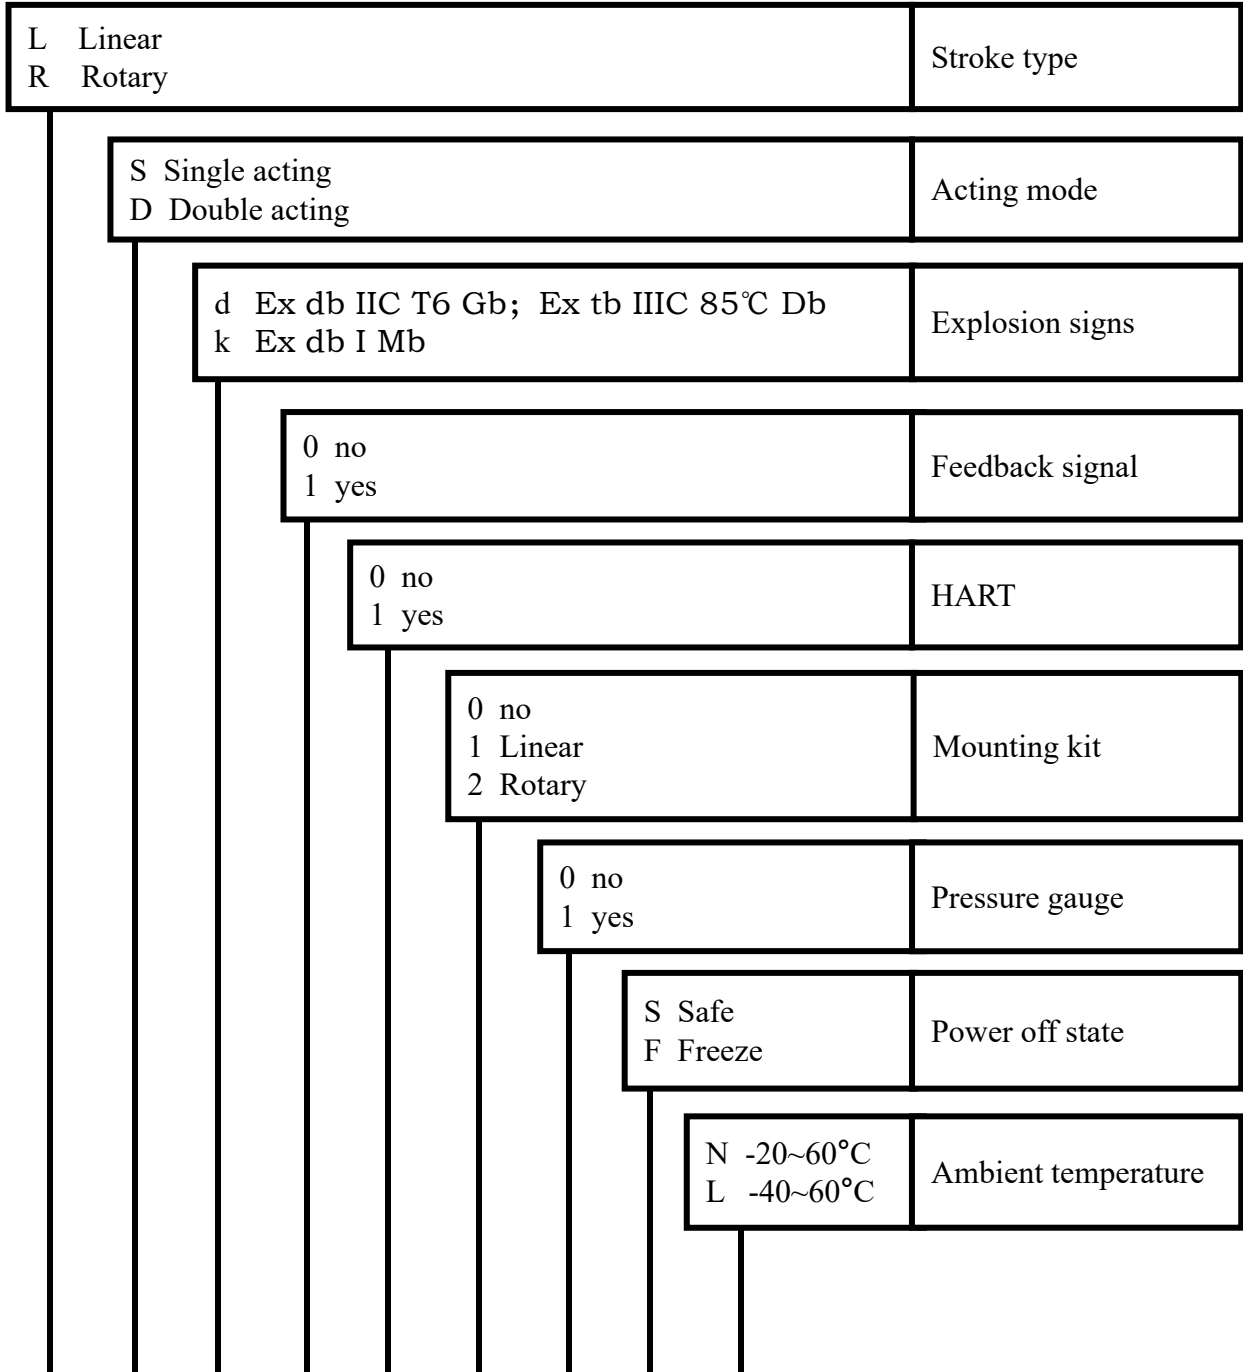 L Linear
R Rotary
Stroke type
S Single acting
D Double acting
Acting mode
d Ex db IIC T6 Gb；Ex tb IIIC 85℃ Db
k Ex db I Mb
Explosion signs
0 no
1 yes
Feedback signal
0 no
1 yes
HART
0 no
1 Linear
2 Rotary
Mounting kit
0 no
1 yes
Pressure gauge
S Safe
F Freeze
Power off state
N -20~60°C
L -40~60°C
Ambient temperature